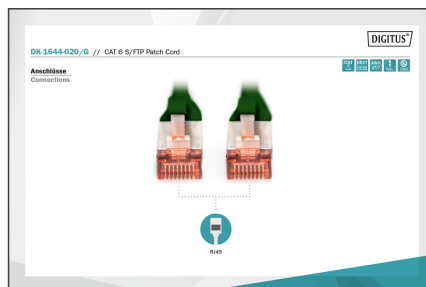 DIGITUS®
DK-1644-020/G // CAT 6 S/FTP Patch Cord
Anschlüsse
Connections
RJ45